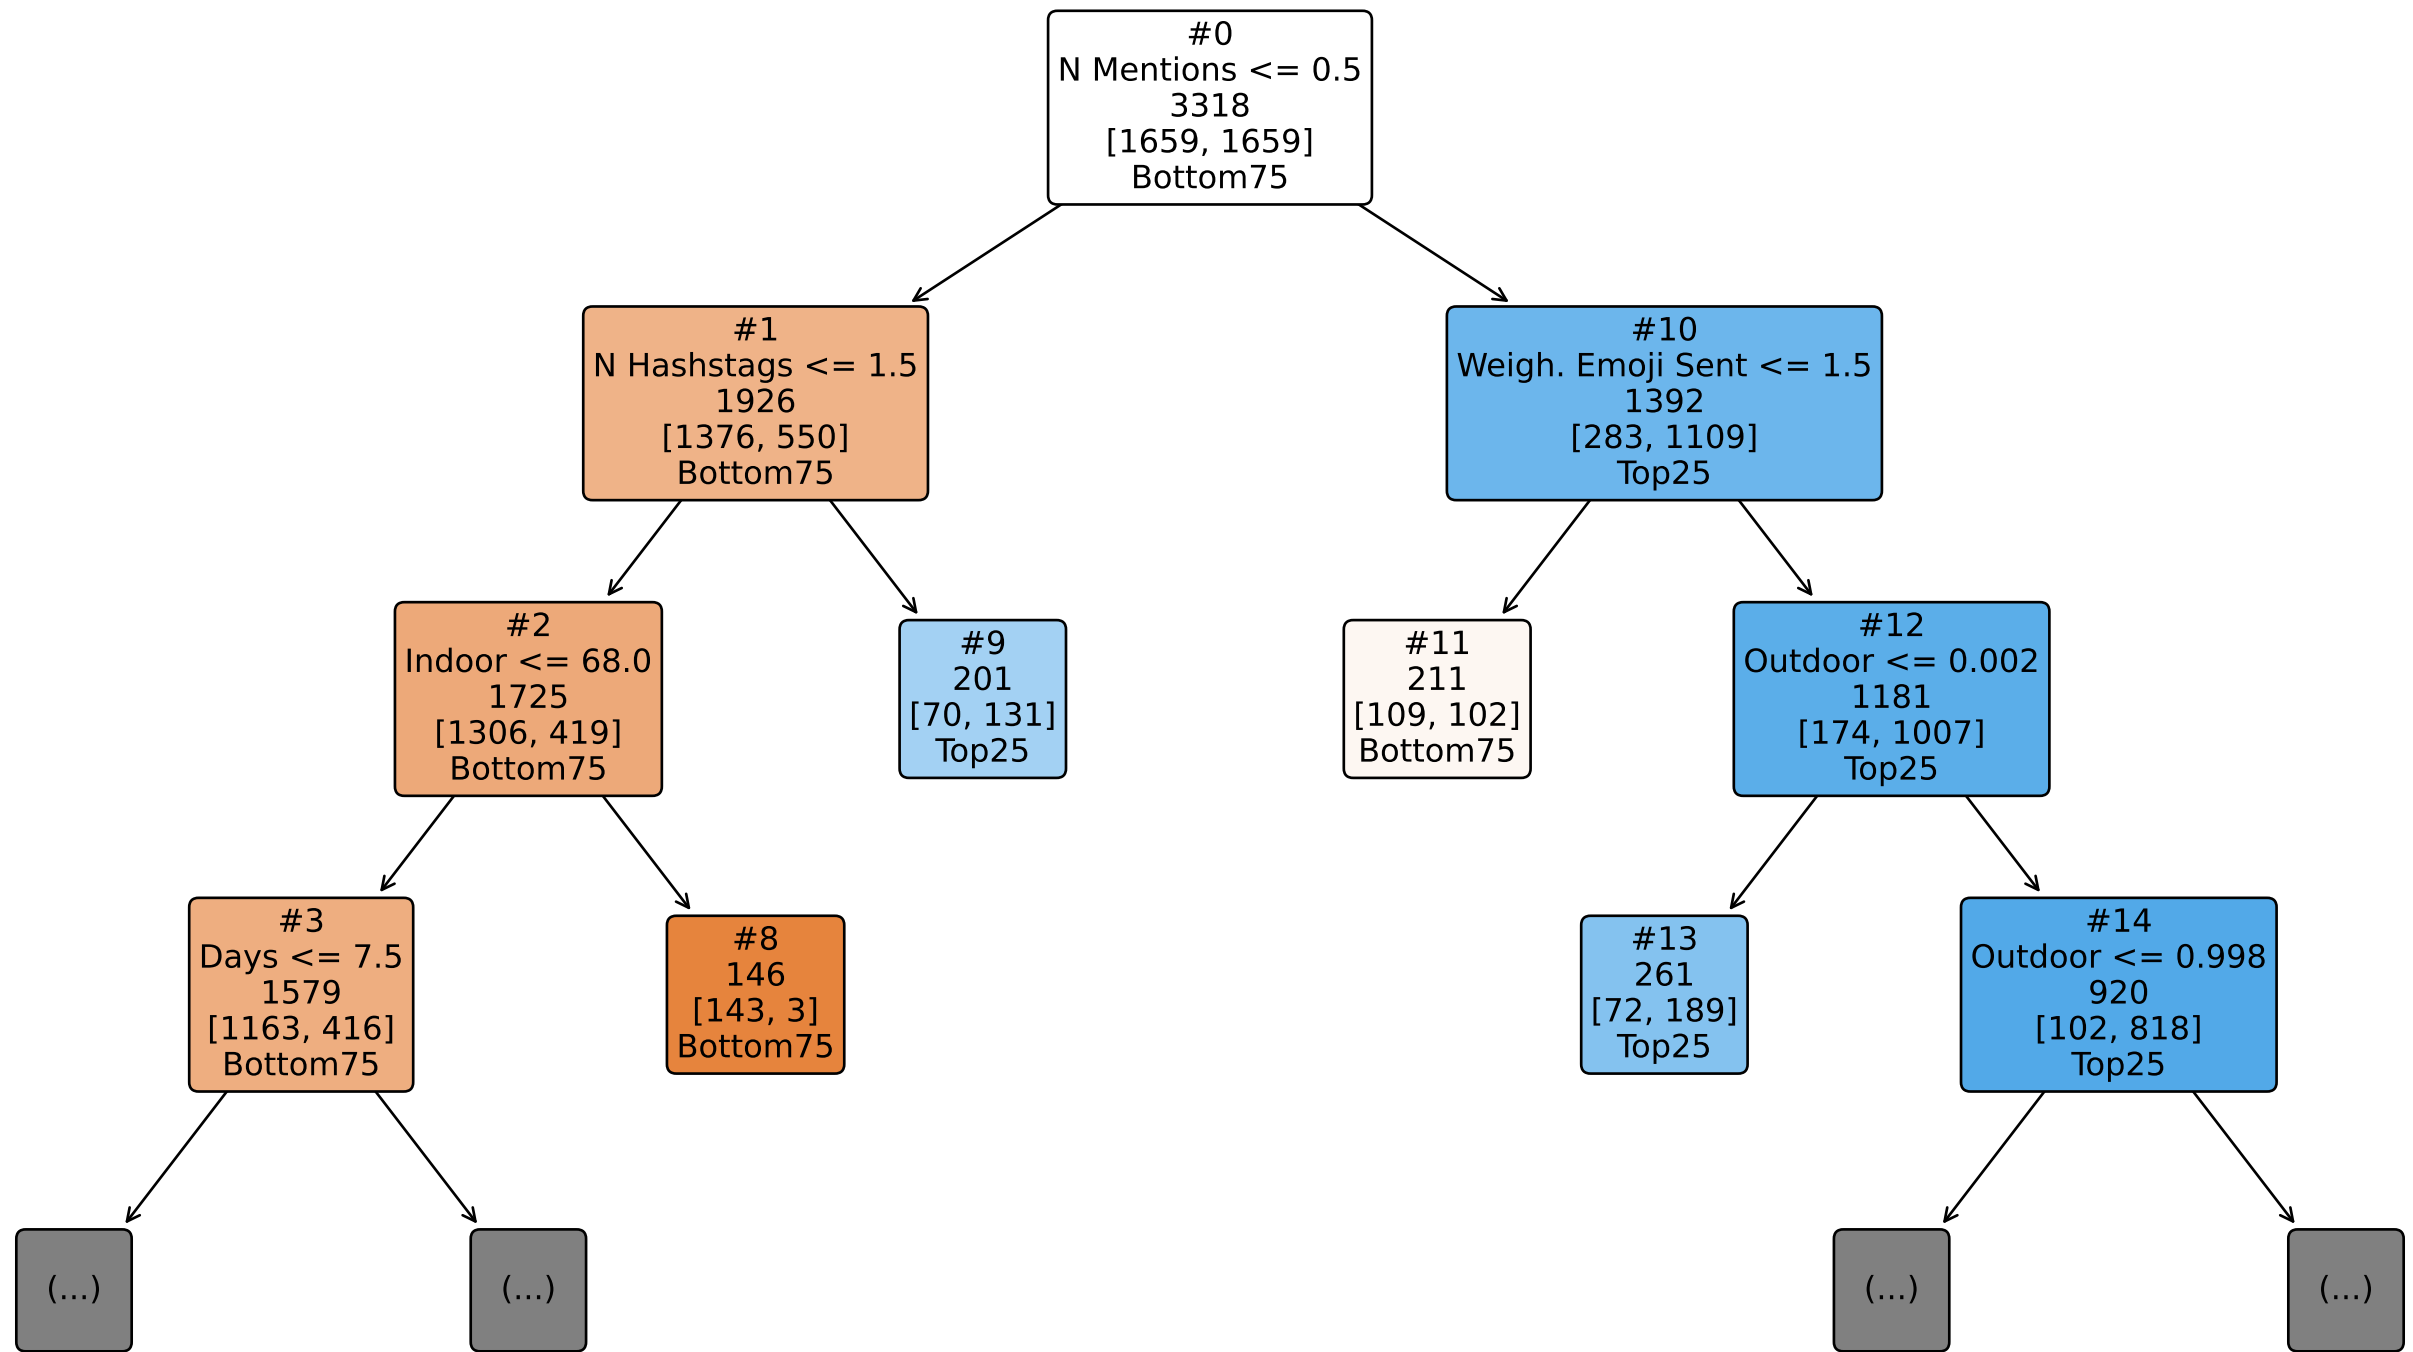 #0
N Mentions <= 0.5
3318
[1659, 1659]
Bottom75
#1
N Hashstags <= 1.5
1926
[1376, 550]
Bottom75
#10
Weigh. Emoji Sent <= 1.5
1392
[283, 1109]
Top25
#2
Indoor <= 68.0
1725
[1306, 419]
Bottom75
#9
201
[70, 131]
Top25
#11
211
[109, 102]
Bottom75
#12
Outdoor <= 0.002
1181
[174, 1007]
Top25
#3
Days <= 7.5
1579
[1163, 416]
Bottom75
#8
146
[143, 3]
Bottom75
#13
261
[72, 189]
Top25
#14
Outdoor <= 0.998
920
[102, 818]
Top25
(...)
(...)
(...)
(...)